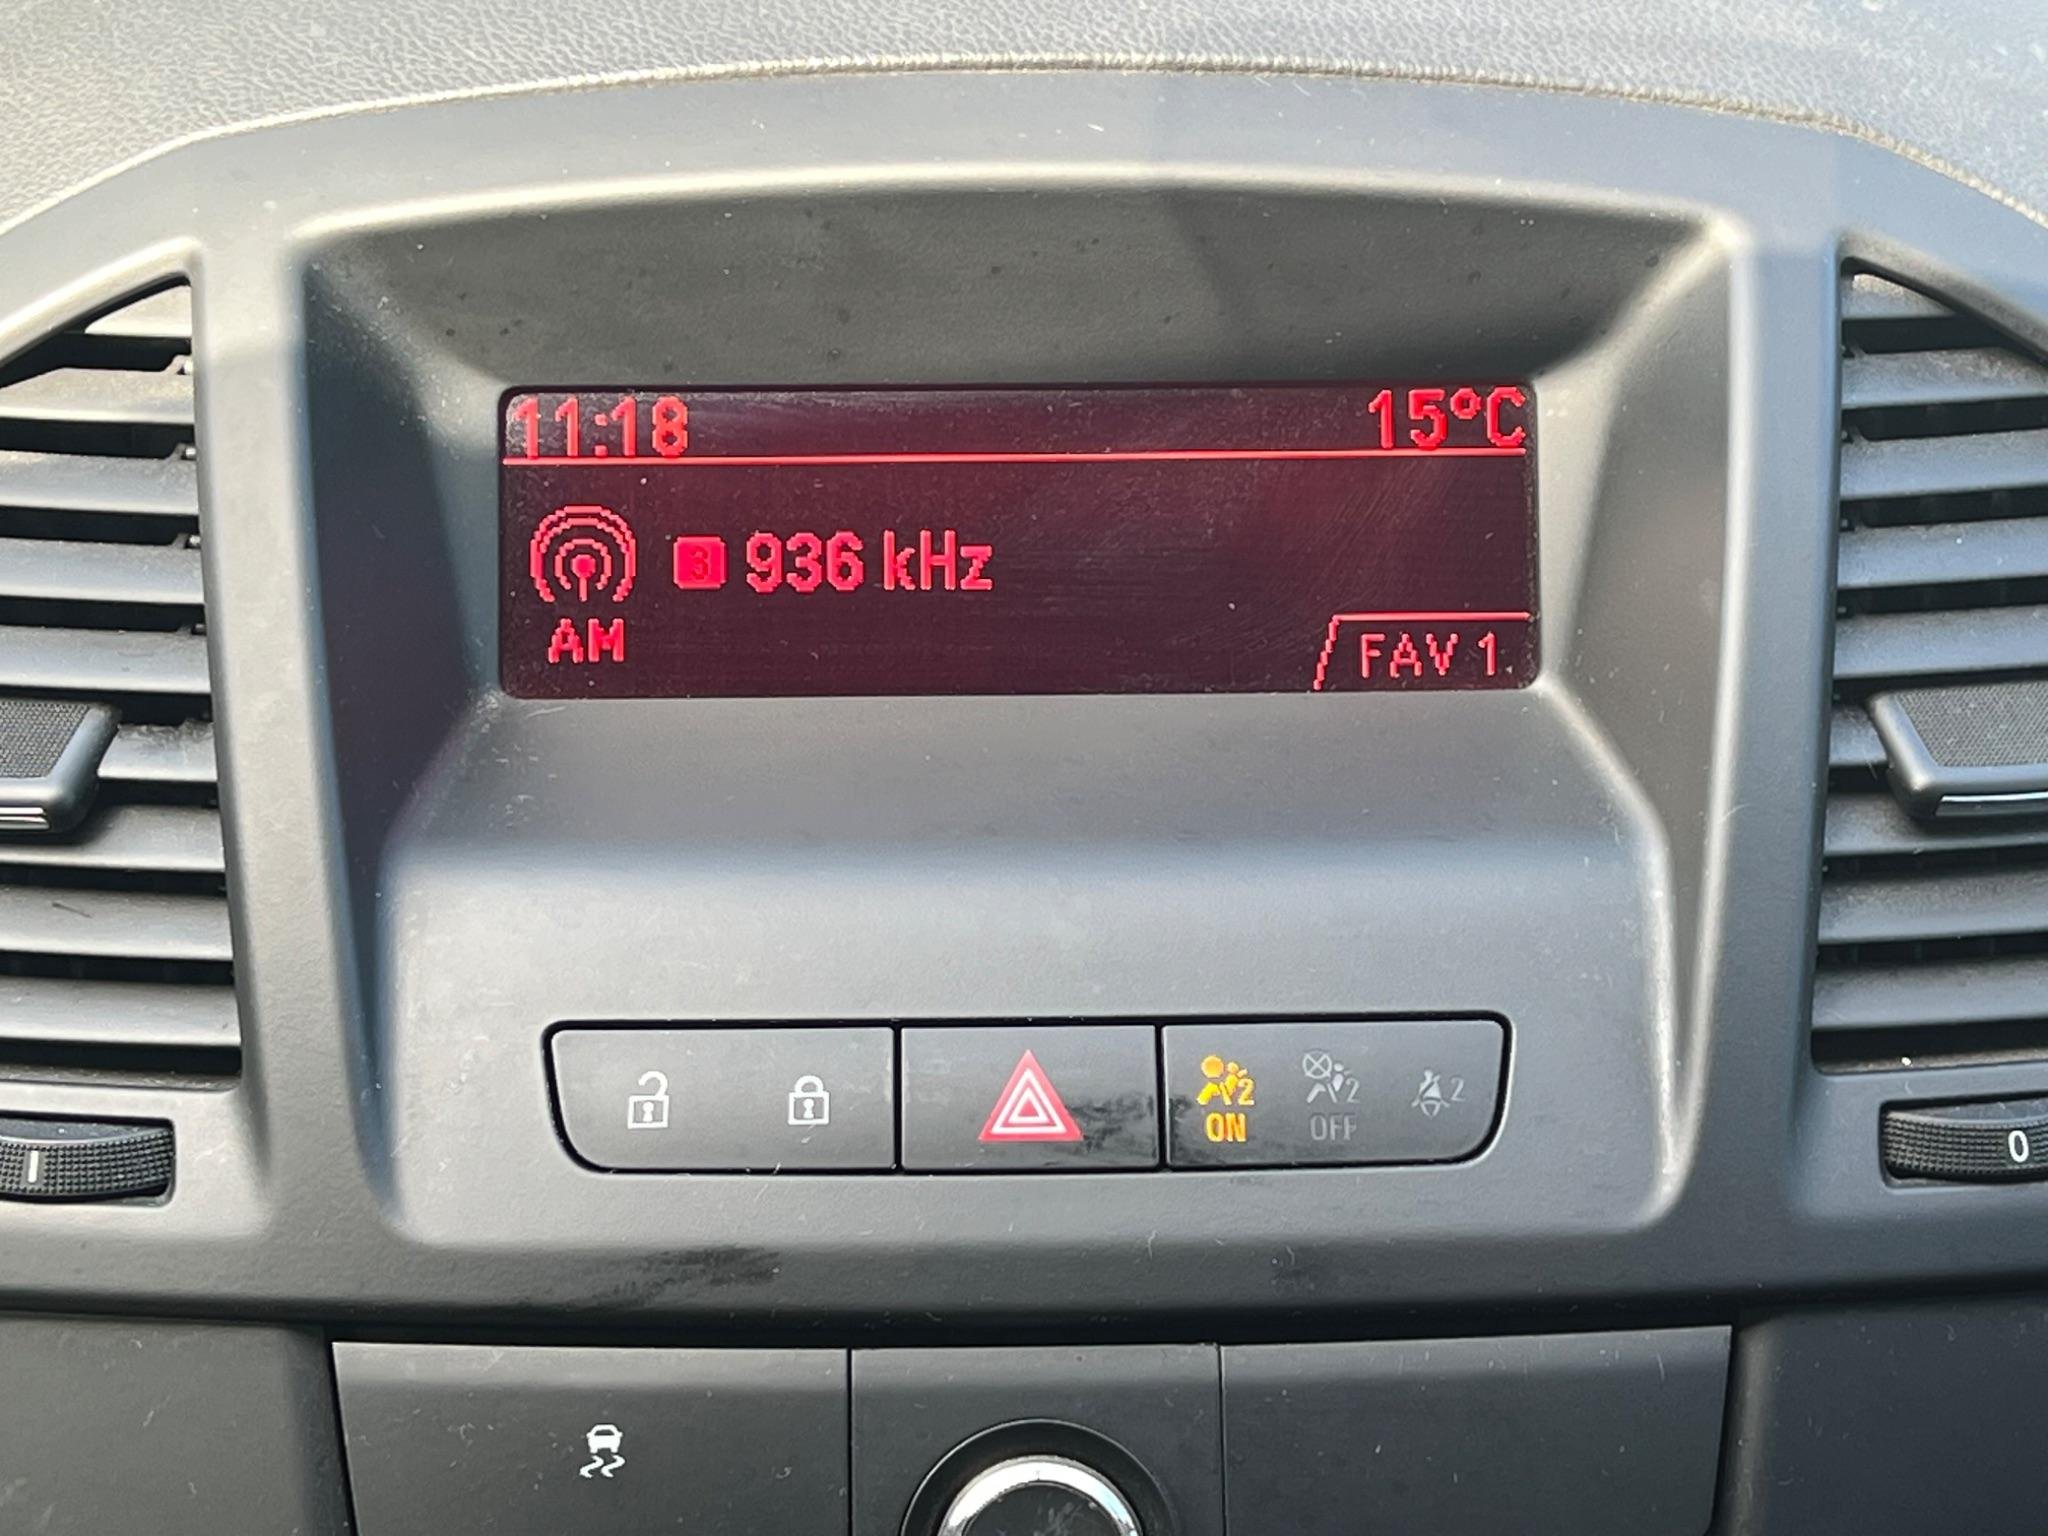 11:18 15°C
3 936 kHz
AM
FAV 1
2 2 2
ON OFF
I 0